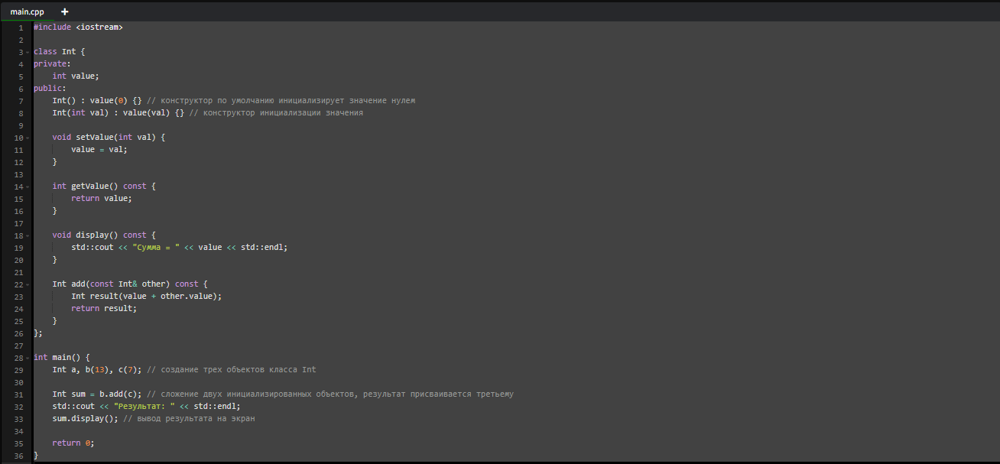 main.cpp +
1 #include <iostream>
2
3 class Int {
4 private:
5     int value;
6 public:
7     Int() : value(0) {} // конструктор по умолчанию инициализирует значение нулем
8     Int(int val) : value(val) {} // конструктор инициализации значения
9
10     void setValue(int val) {
11         value = val;
12     }
13
14     int getValue() const {
15         return value;
16     }
17
18     void display() const {
19         std::cout << "Сумма = " << value << std::endl;
20     }
21
22     Int add(const Int& other) const {
23         Int result(value + other.value);
24         return result;
25     }
26 };
27
28 int main() {
29     Int a, b(13), c(7); // создание трех объектов класса Int
30
31     Int sum = b.add(c); // сложение двух инициализированных объектов, результат присваивается третьему
32     std::cout << "Результат: " << std::endl;
33     sum.display(); // вывод результата на экран
34
35     return 0;
36 }